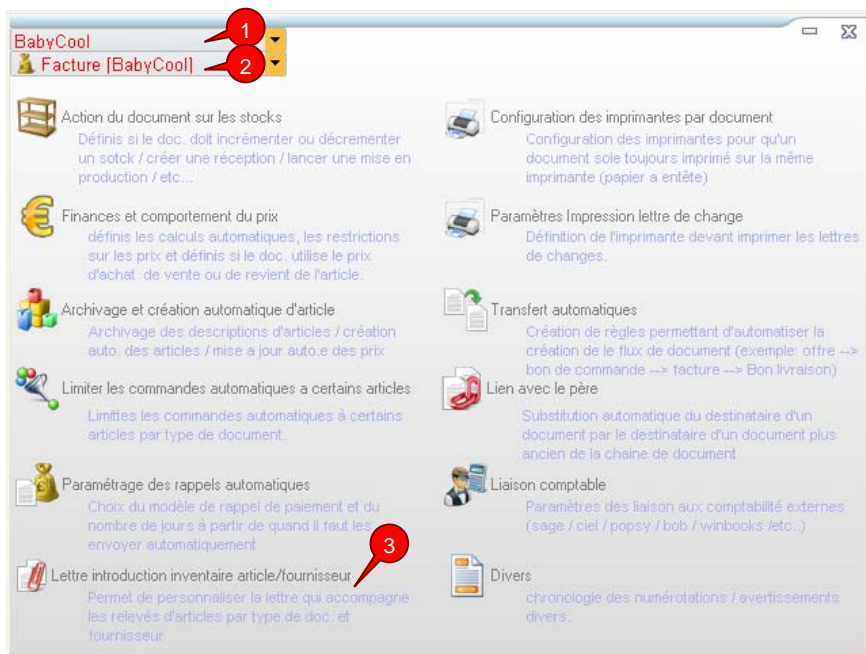 BabyCool
1
Facture [BabyCool]
2
Action du document sur les stocks
Définis si le doc. doit incrémenter ou décrementer
un sotck / créer une réception / lancer une mise en
production / etc...
Finances et comportement du prix
définis les calculs automatiques, les restrictions
sur les prix et définis si le doc. utilise le prix
d'achat de vente ou de revient de l'article.
Archivage et création automatique d'article
Archivage des descriptions d'articles / création
auto. des articles / mise a jour auto.e des prix
Limiter les commandes automatiques a certains articles
Limittes les commandes automatiques à certains
articles par type de document.
Paramétrage des rappels automatiques
Choix du modèle de rappel de paiement et du
nombre de jours à partir de quand il faut les
envoyer automatiquement
3
Lettre introduction inventaire article/fournisseur
Permet de personnaliser la lettre qui accompagne
les relevés d'articles par type de doc. et
fournisseur
Configuration des imprimantes par document
Configuration des imprimantes pour qu'un
document soie toujours imprimé sur la même
imprimante (papier a entête)
Paramètres Impression lettre de change
Définition de l'imprimante devant imprimer les lettres
de changes.
Transfert automatiques
Création de règles permettant d'automatiser la
création de le flux de document (exemple: offre -->
bon de commande --> facture --> Bon livraison)
Lien avec le père
Substitution automatique du destinataire d'un
document par le destinataire d'un document plus
ancien de la chaine de document
Liaison comptable
Paramètres des liaison aux comptabilité externes
(sage / ciel / popsy / bob / winbooks /etc..)
Divers
chronologie des numérotations / avertissements
divers.